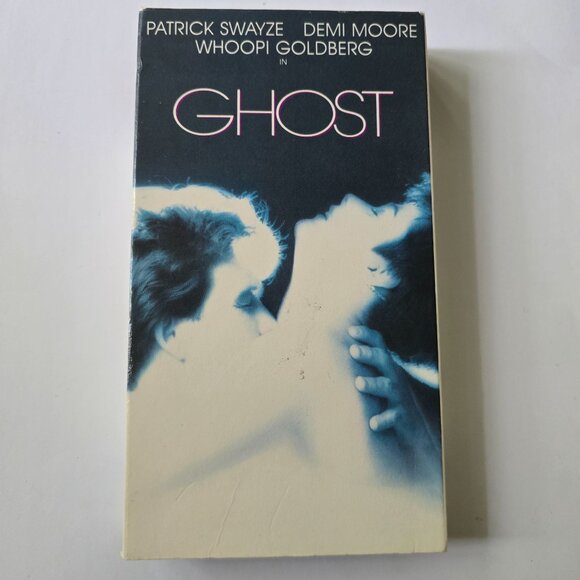 PATRICK SWAYZE DEMI MOORE
WHOOPI GOLDBERG
IN
GHOST